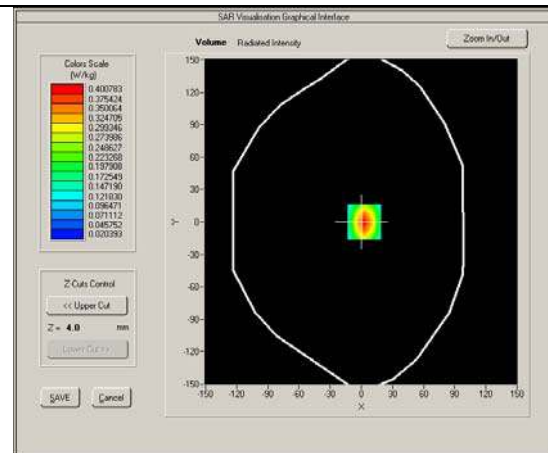 SAR Visualisation Graphical Interface
Volume Radiated Intensity
Zoom In/Out
Colors Scale
(W/kg)
0.400783
0.375424
0.350064
0.324705
0.299346
0.273986
0.248627
0.223268
0.197908
0.172549
0.147190
0.121830
0.096471
0.071112
0.045752
0.020393
150
120
90
60
30
0
-30
-60
-90
-120
-150
Y
-150 -120 -90 -60 -30 0 30 60 90 120 150
X
Z Cuts Control
<< Upper Cut
Z = 4.0 mm
Lower Cut >>
SAVE Cancel